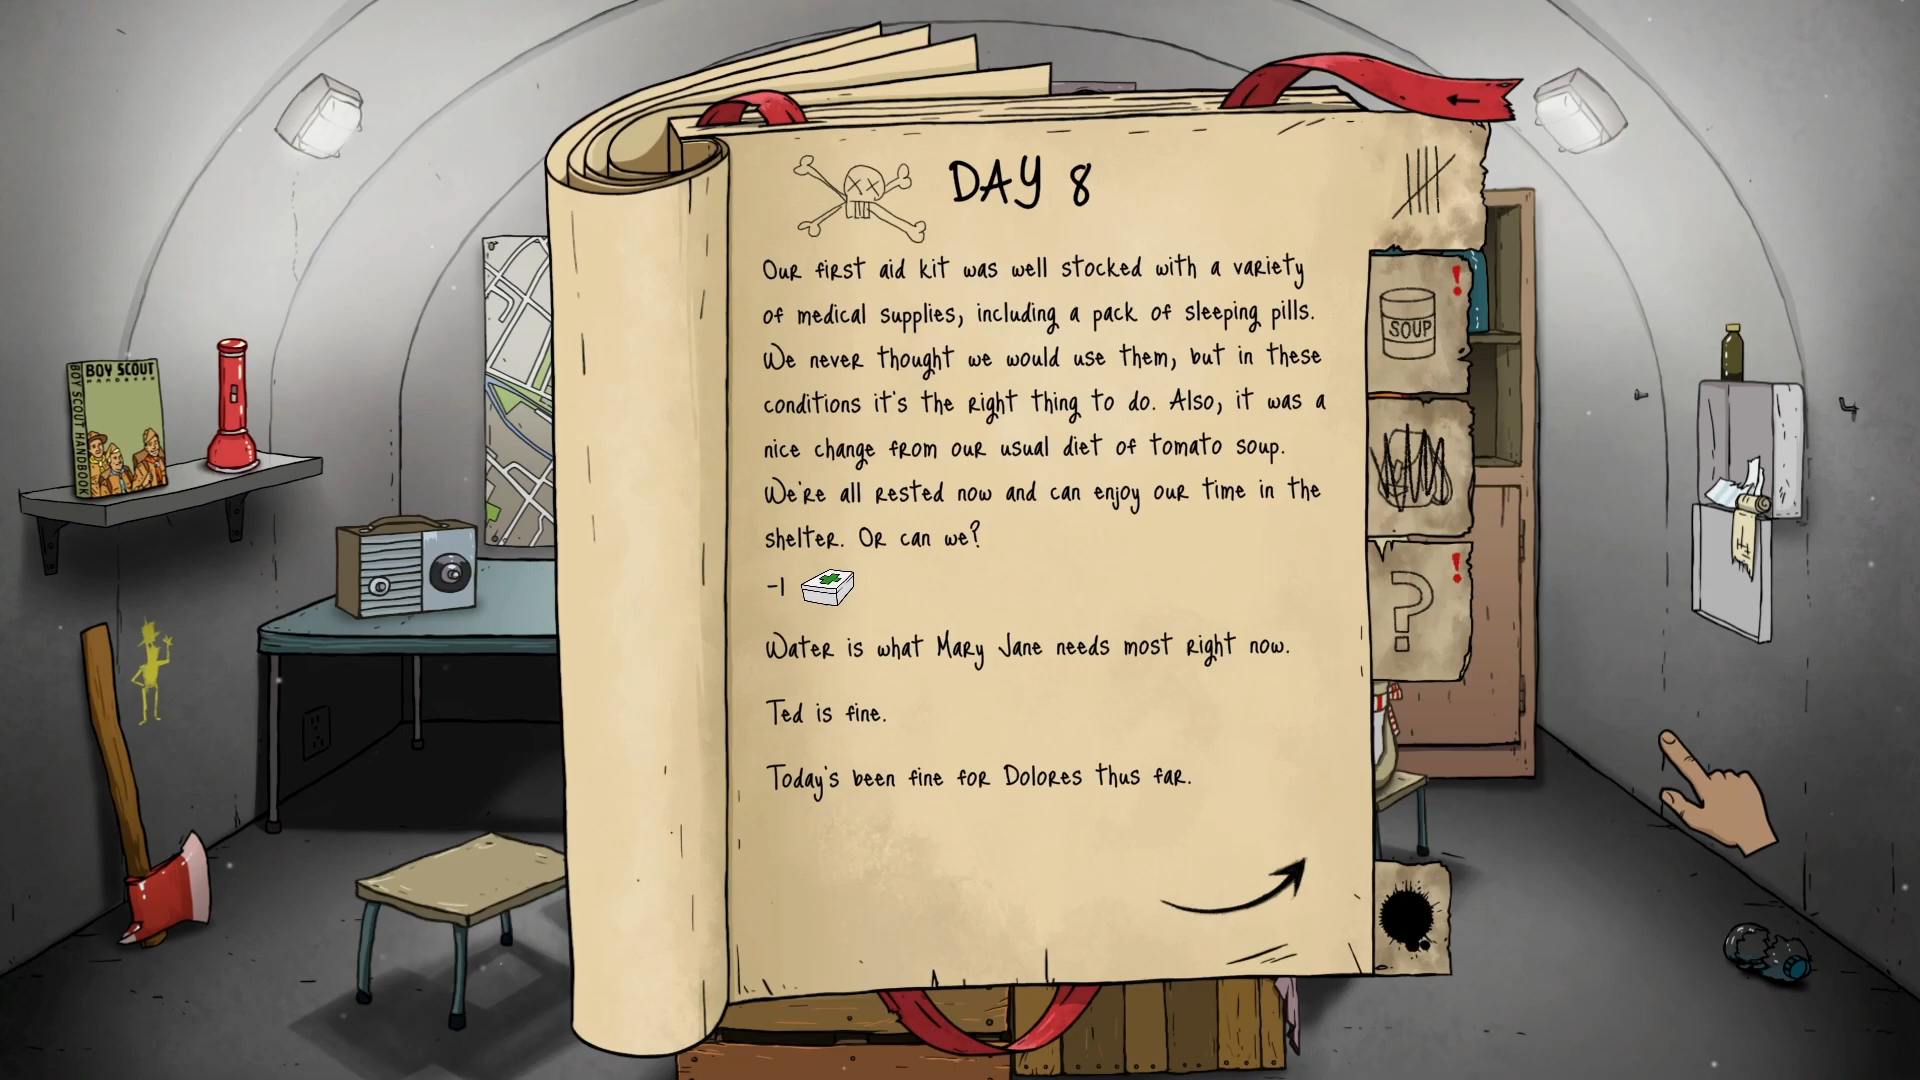 DAY 8
Our first aid kit was well stocked with a variety
of medical supplies, including a pack of sleeping pills.
We never thought we would use them, but in these
conditions it's the right thing to do. Also, it was a
nice change from our usual diet of tomato soup.
We're all rested now and can enjoy our time in the
shelter. Or can we?
-1
Water is what Mary Jane needs most right now.
Ted is fine.
Today's been fine for Dolores thus far.
!
SOUP
!
?
BOY SCOUT
HANDBOOK
BOY SCOUT HANDBOOK